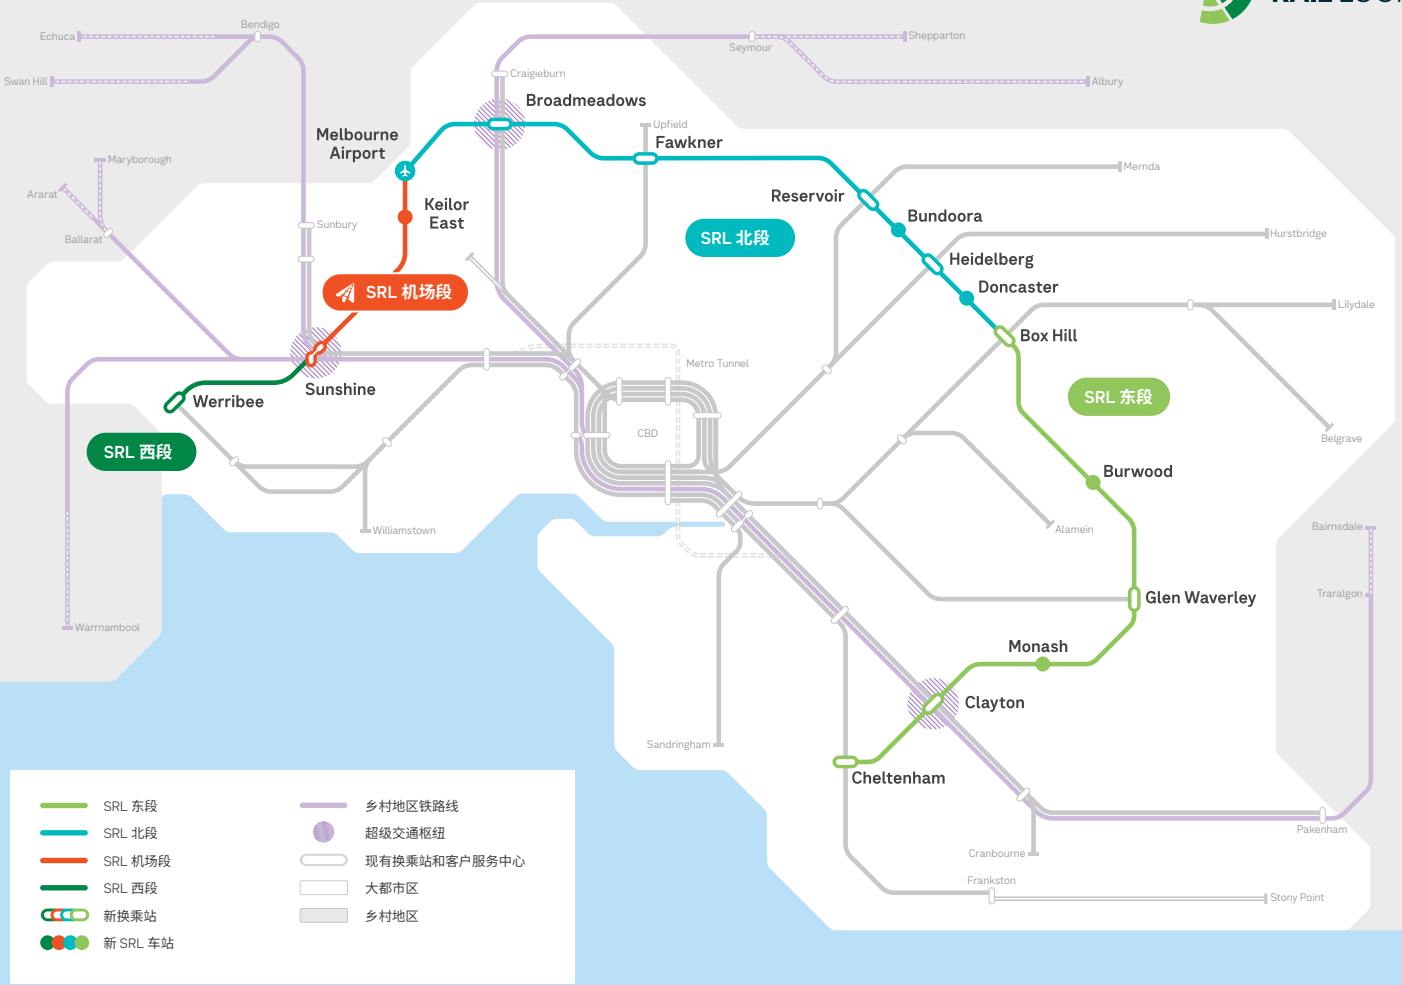 Echuca
Bendigo
Swan Hill
Craigieburn
Seymour
Shepparton
Albury
Broadmeadows
Melbourne
Airport
Upfield
Fawkner
Maryborough
Ararat
Ballarat
Mernda
Keilor
East
Reservoir
Bundoora
Sunbury
SRL 北段
Hurstbridge
Heidelberg
Doncaster
SRL 机场段
Lilydale
Box Hill
Metro Tunnel
Sunshine
Werribee
SRL 东段
CBD
Belgrave
SRL 西段
Burwood
Williamstown
Alamein
Bairnsdale
Traralgon
Glen Waverley
Warrnambool
Monash
Clayton
Sandringham
Cheltenham
Pakenham
Cranbourne
Frankston
Stony Point
SRL 东段
SRL 北段
SRL 机场段
SRL 西段
新换乘站
新 SRL 车站
乡村地区铁路线
超级交通枢纽
现有换乘站和客户服务中心
大都市区
乡村地区